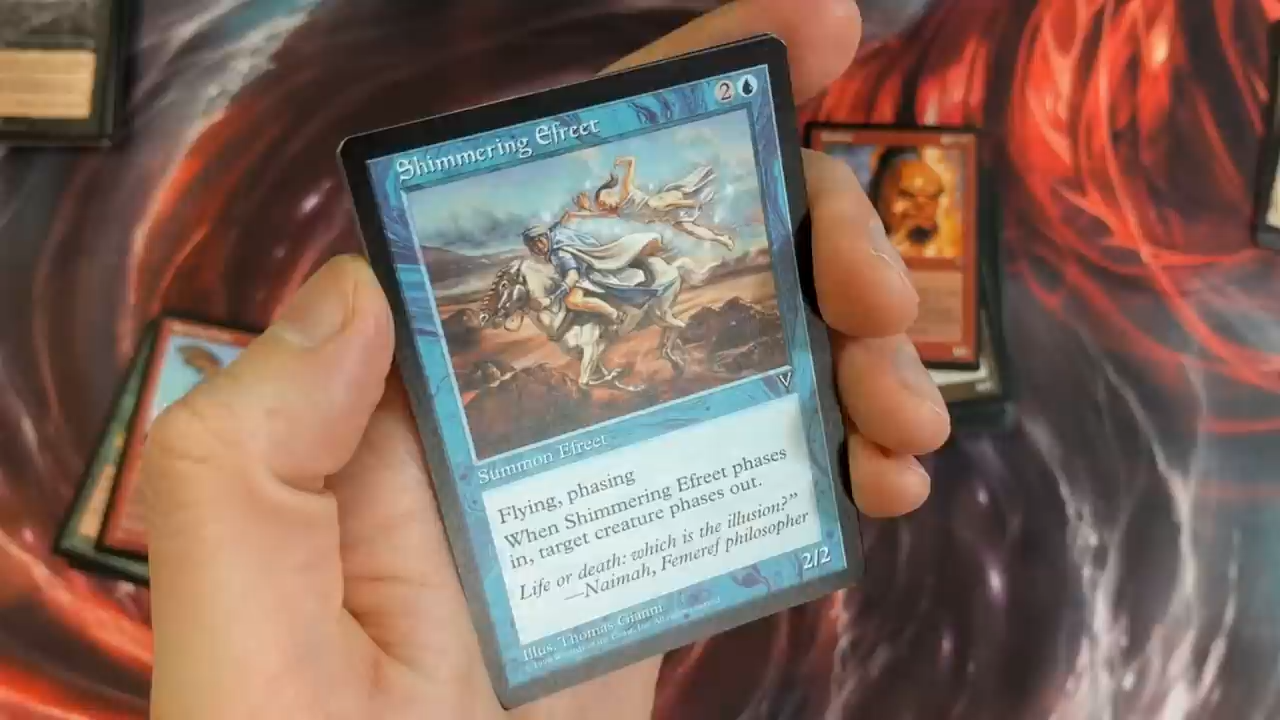 Shimmering Efreet
2
Summon Efreet
Flying, phasing
When Shimmering Efreet phases
in, target creature phases out.
Life or death: which is the illusion?"
—Naimah, Femeref philosopher
2/2
Illus. Thomas Gianni